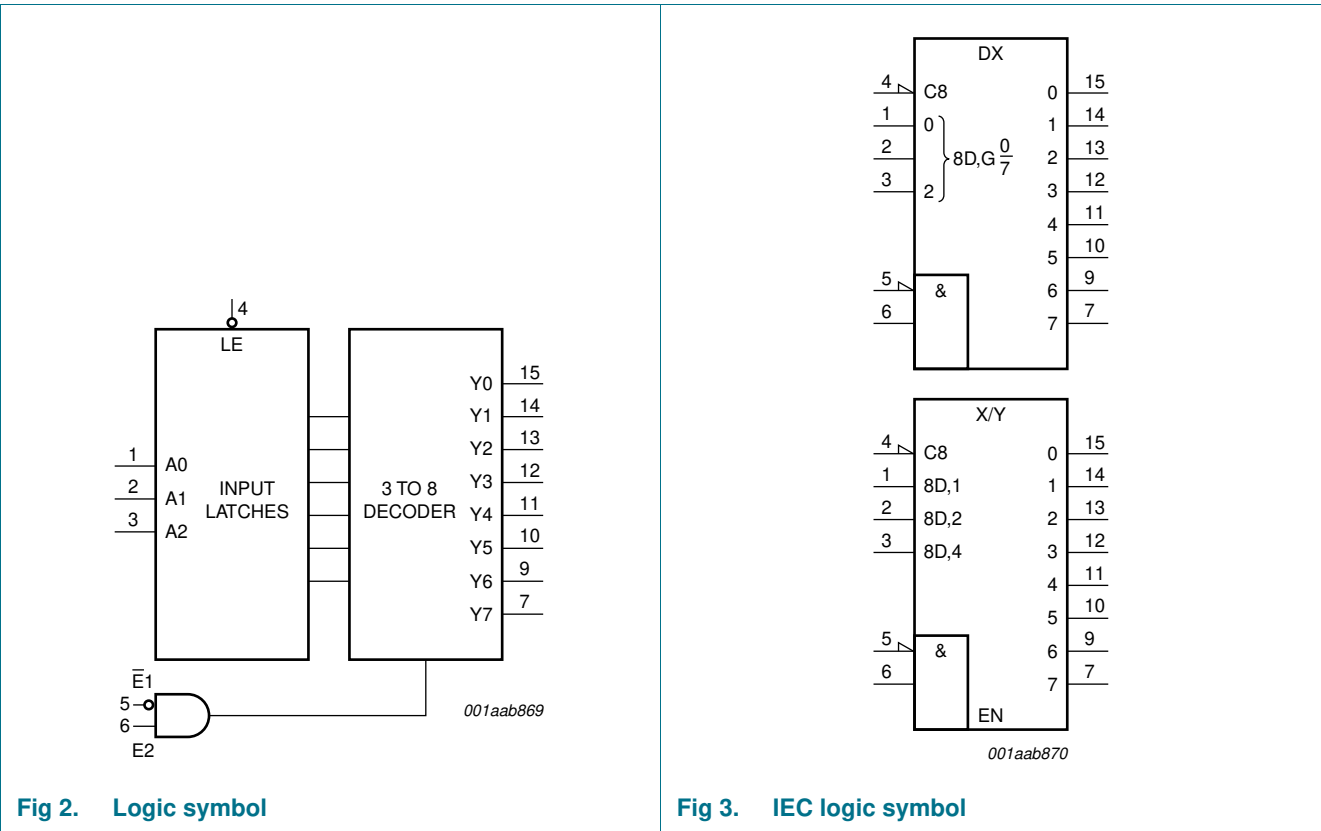 4
LE
1 A0
2 A1
3 A2
INPUT
LATCHES
3 TO 8
DECODER
Y0 15
Y1 14
Y2 13
Y3 12
Y4 11
Y5 10
Y6 9
Y7 7
E̅1
5
6
E2
001aab869
Fig 2. Logic symbol
DX
4 C8 0 15
1 0 1 14
2 8D,G 0/7 2 13
3 2 3 12
4 11
5 10
5 & 6 9
6 7 7
X/Y
4 C8 0 15
1 8D,1 1 14
2 8D,2 2 13
3 8D,4 3 12
4 11
5 10
5 & 6 9
6 7 7
EN
001aab870
Fig 3. IEC logic symbol